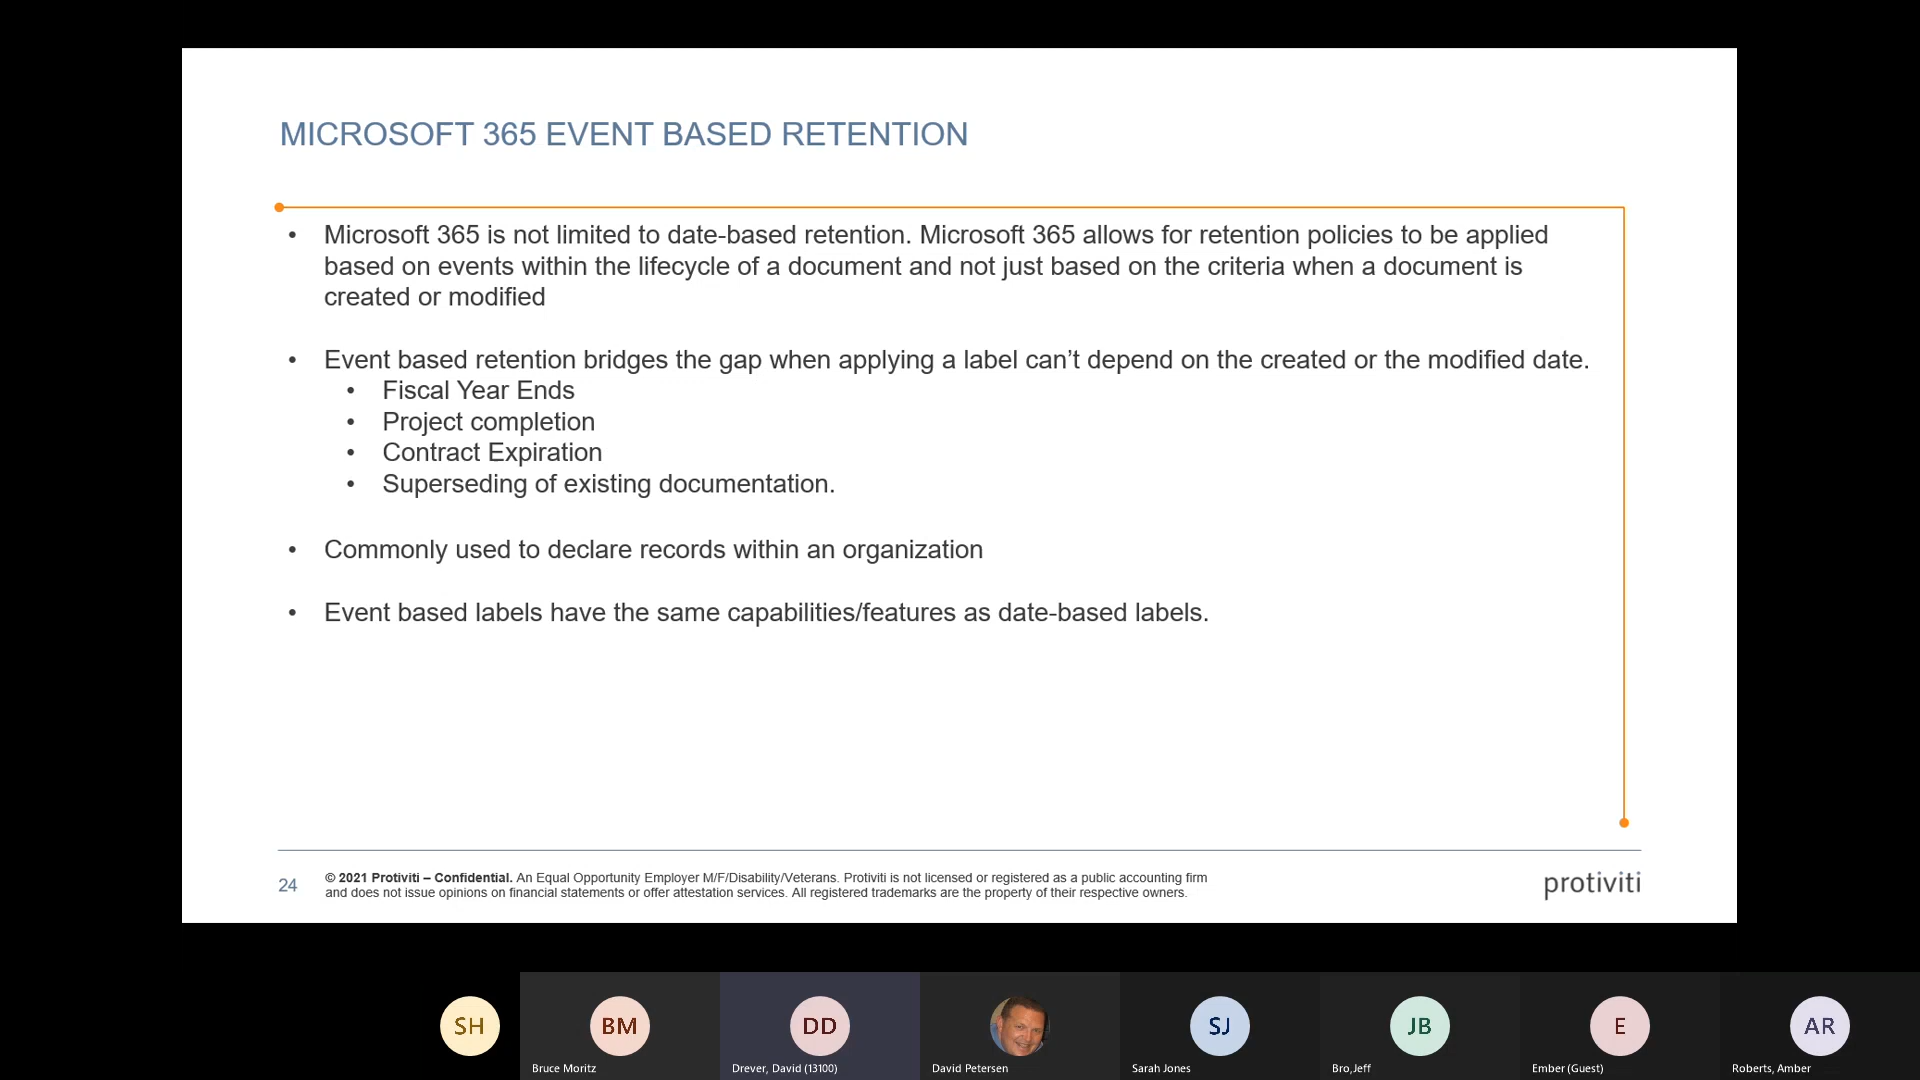 MICROSOFT 365 EVENT BASED RETENTION
• Microsoft 365 is not limited to date-based retention. Microsoft 365 allows for retention policies to be applied
based on events within the lifecycle of a document and not just based on the criteria when a document is
created or modified
• Event based retention bridges the gap when applying a label can’t depend on the created or the modified date.
• Fiscal Year Ends
• Project completion
• Contract Expiration
• Superseding of existing documentation.
• Commonly used to declare records within an organization
• Event based labels have the same capabilities/features as date-based labels.
24
© 2021 Protiviti – Confidential. An Equal Opportunity Employer M/F/Disability/Veterans. Protiviti is not licensed or registered as a public accounting firm
and does not issue opinions on financial statements or offer attestation services. All registered trademarks are the property of their respective owners.
protiviti
SH
BM
DD
SJ
JB
E
AR
Bruce Moritz
Drever, David (13100)
David Petersen
Sarah Jones
Bro,Jeff
Ember (Guest)
Roberts, Amber